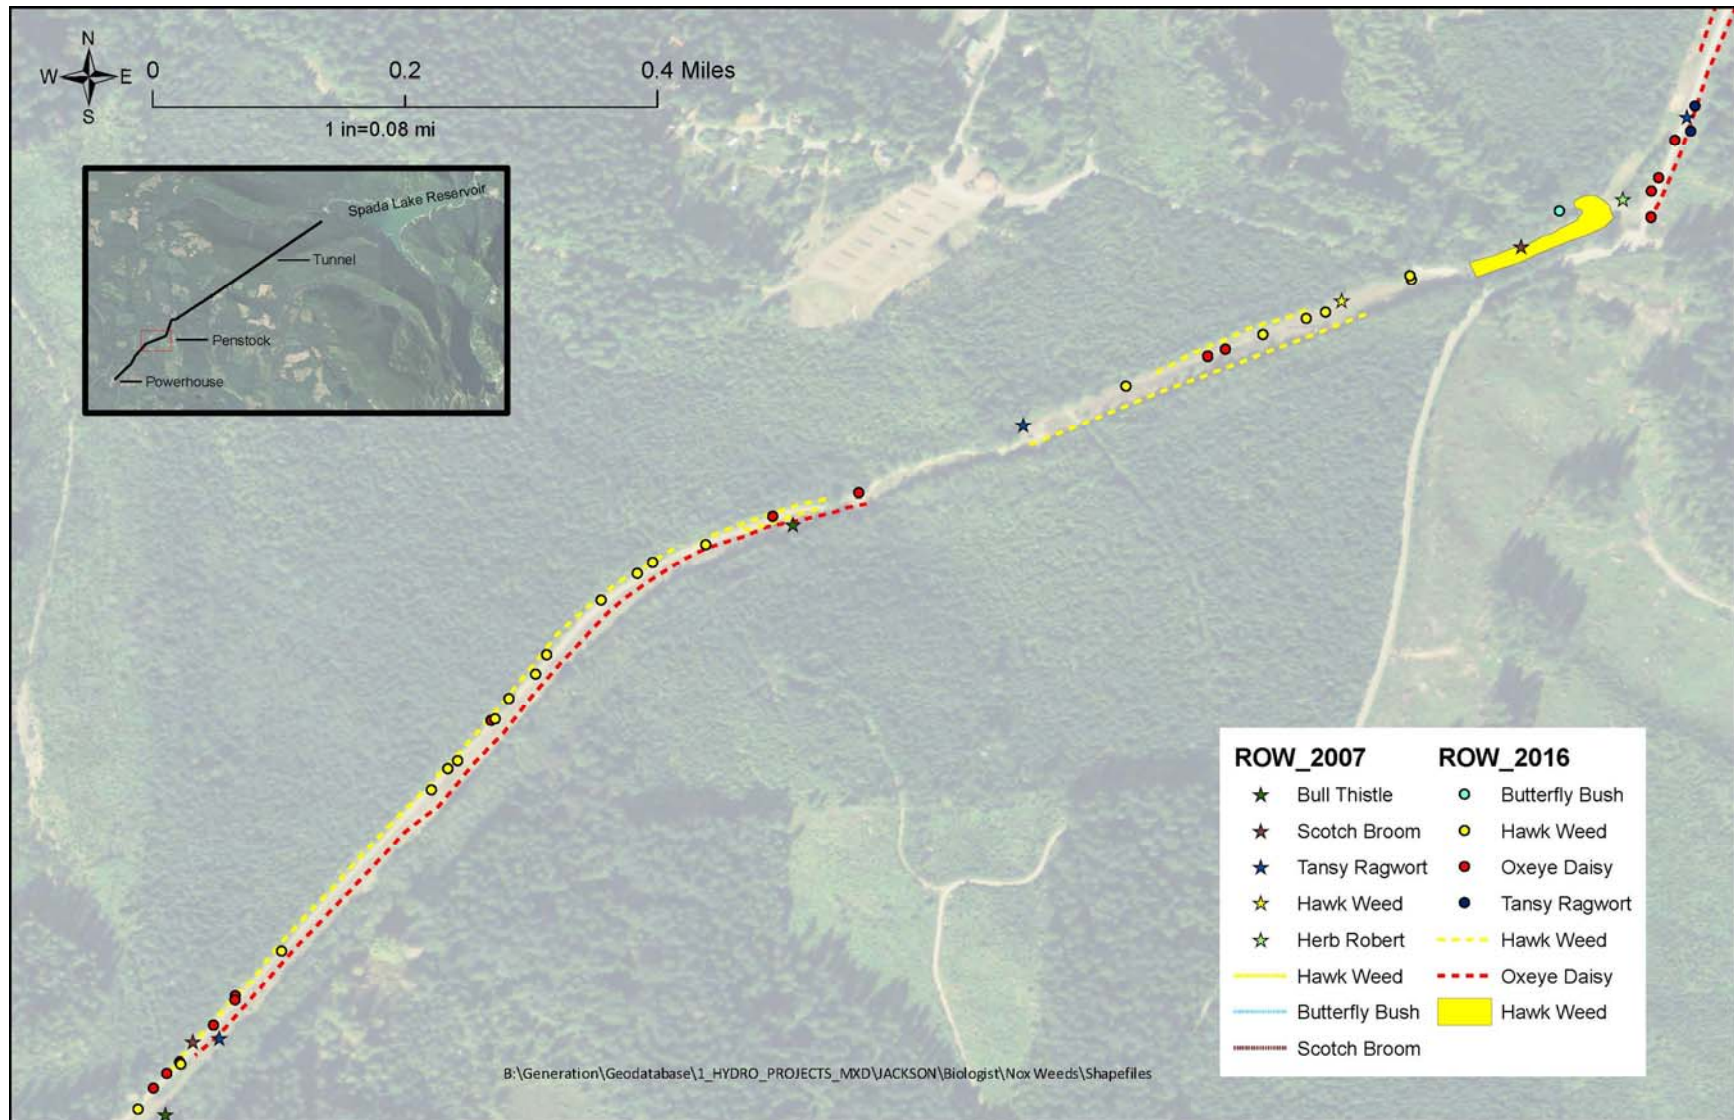 N
W E
S
0 0.2 0.4 Miles
1 in=0.08 mi
Spada Lake Reservoir
Tunnel
Penstock
Powerhouse
ROW_2007
Bull Thistle
Scotch Broom
Tansy Ragwort
Hawk Weed
Herb Robert
Hawk Weed
Butterfly Bush
Scotch Broom
ROW_2016
Butterfly Bush
Hawk Weed
Oxeye Daisy
Tansy Ragwort
Hawk Weed
Oxeye Daisy
Hawk Weed
B:\Generation\Geodatabase\1_HYDRO_PROJECTS_MXD\JACKSON\Biologist\Nox Weeds\Shapefiles